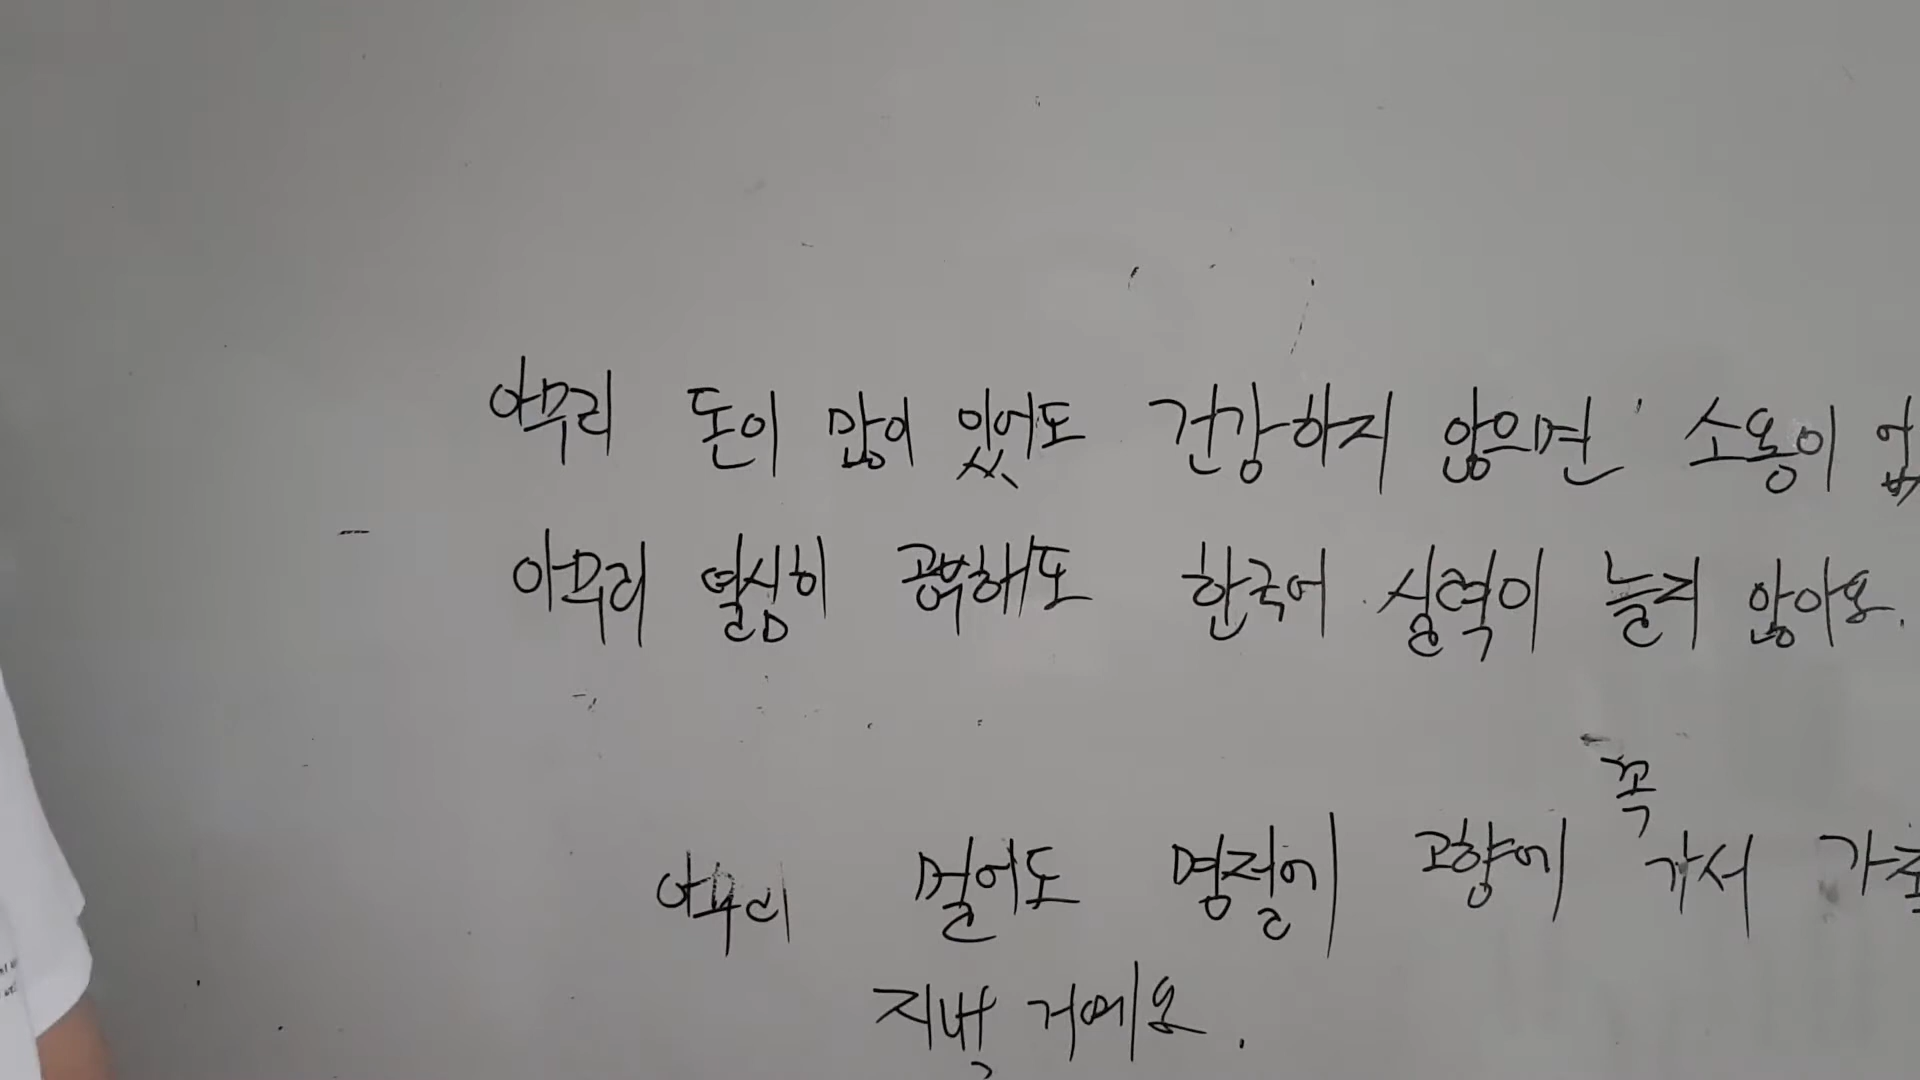 아무리 돈이 많이 있어도 건강하지 않으면 소용이
아무리 열심히 공부해도 한국어 실력이 늘지 않아요.
꼭
아무리 멀어도 명절에 고향에 가서
지낼 거예요.